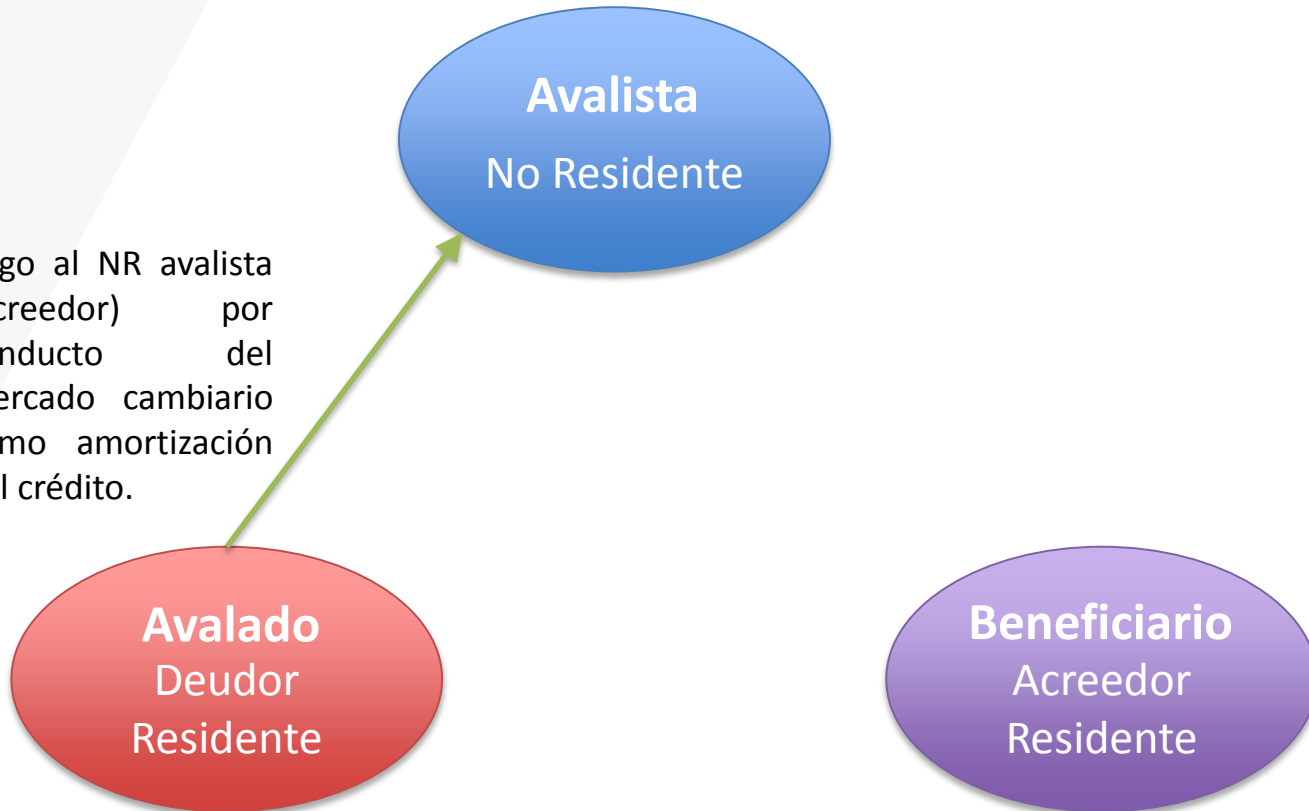 Avalista
No Residente
go al NR avalista
creedor) por
nducto del
ercado cambiario
mo amortización
l crédito.
Avalado
Deudor
Residente
Beneficiario
Acreedor
Residente